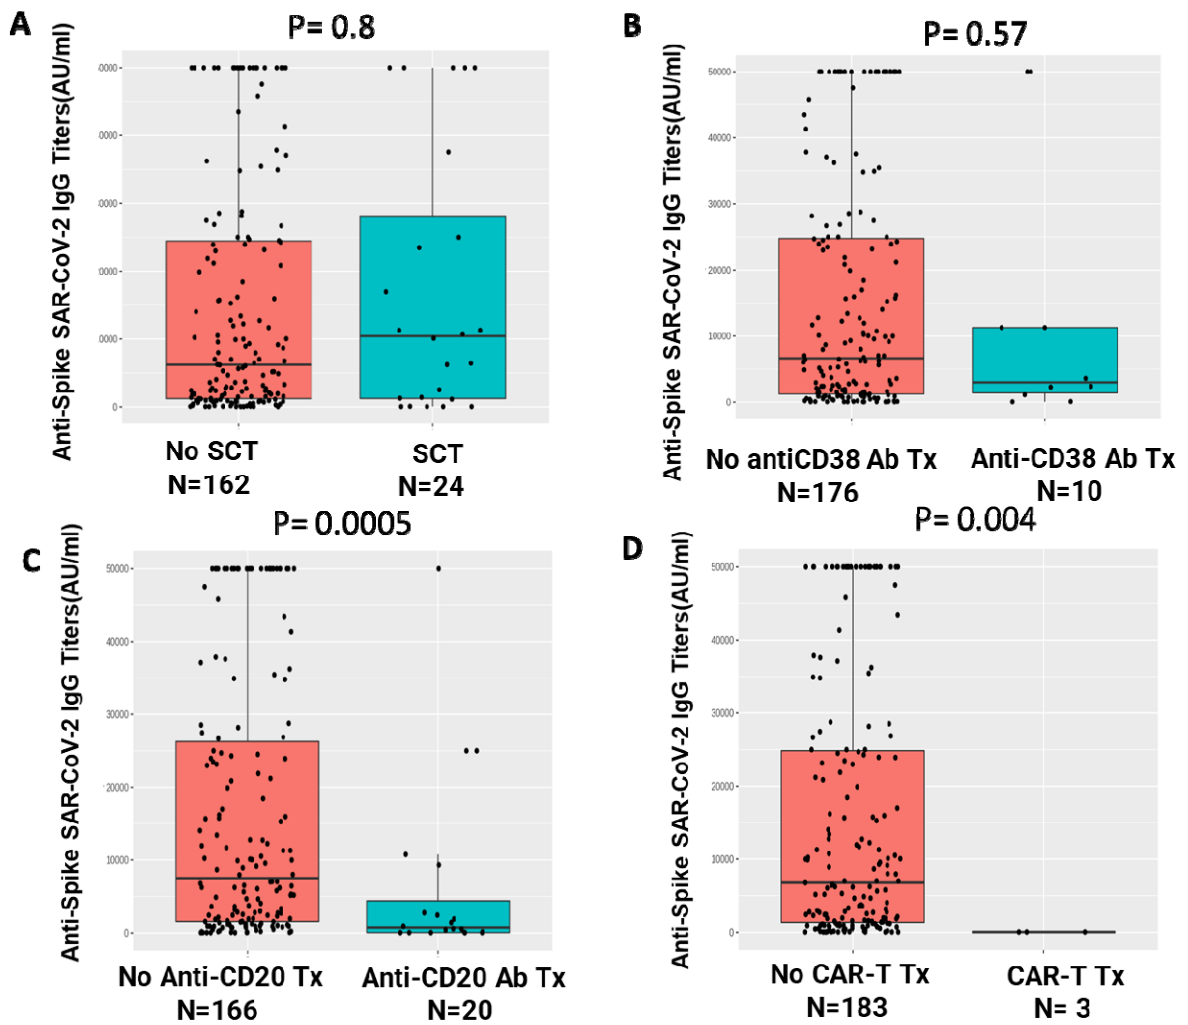 A
P= 0.8
Anti-Spike SAR-CoV-2 IgG Titers(AU/ml)
0000
0000
0000
0000
0000
0
No SCT
N=162
SCT
N=24
B
P= 0.57
Anti-Spike SAR-CoV-2 IgG Titers(AU/ml)
50000
40000
30000
20000
10000
0
No antiCD38 Ab Tx
N=176
Anti-CD38 Ab Tx
N=10
C
P= 0.0005
Anti-Spike SAR-CoV-2 IgG Titers(AU/ml)
50000
40000
30000
20000
10000
0
No Anti-CD20 Tx
N=166
Anti-CD20 Ab Tx
N=20
D
P= 0.004
Anti-Spike SAR-CoV-2 IgG Titers(AU/ml)
50000
40000
30000
20000
10000
0
No CAR-T Tx
N=183
CAR-T Tx
N= 3